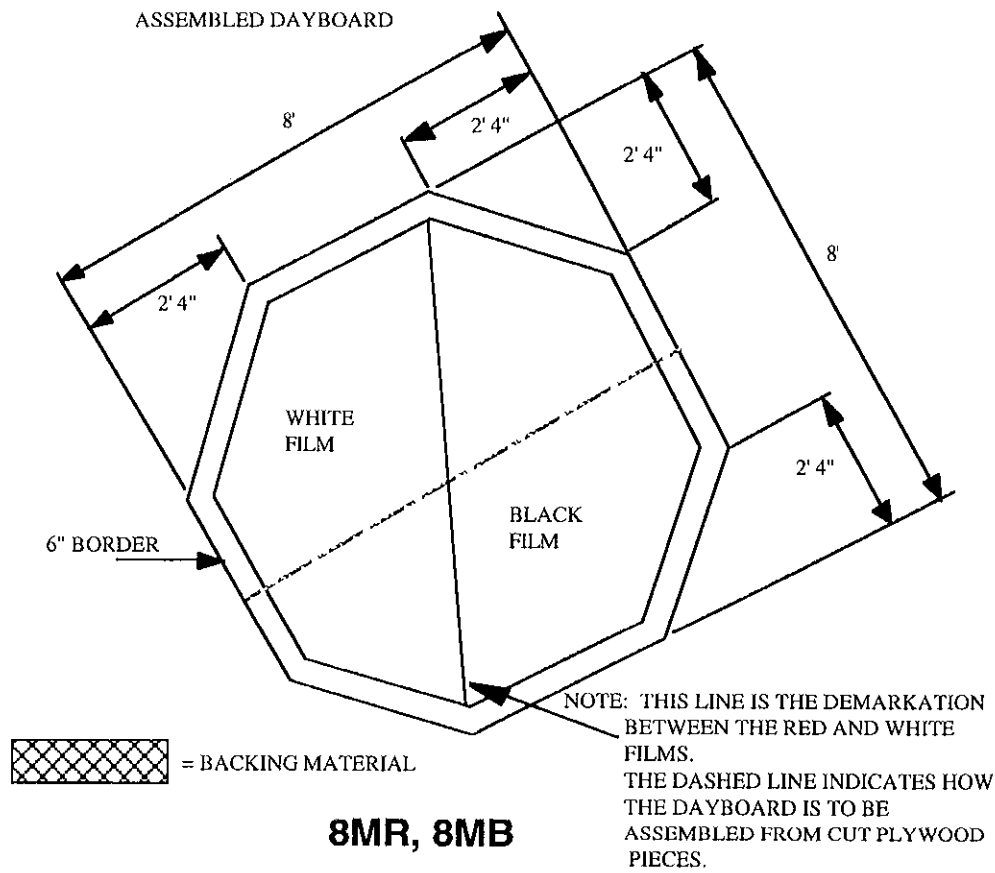 ASSEMBLED DAYBOARD
8'
2' 4"
2' 4"
8'
2' 4"
WHITE
FILM
2' 4"
BLACK
FILM
6" BORDER
NOTE: THIS LINE IS THE DEMARKATION
BETWEEN THE RED AND WHITE
FILMS.
THE DASHED LINE INDICATES HOW
THE DAYBOARD IS TO BE
ASSEMBLED FROM CUT PLYWOOD
PIECES.
= BACKING MATERIAL
8MR, 8MB